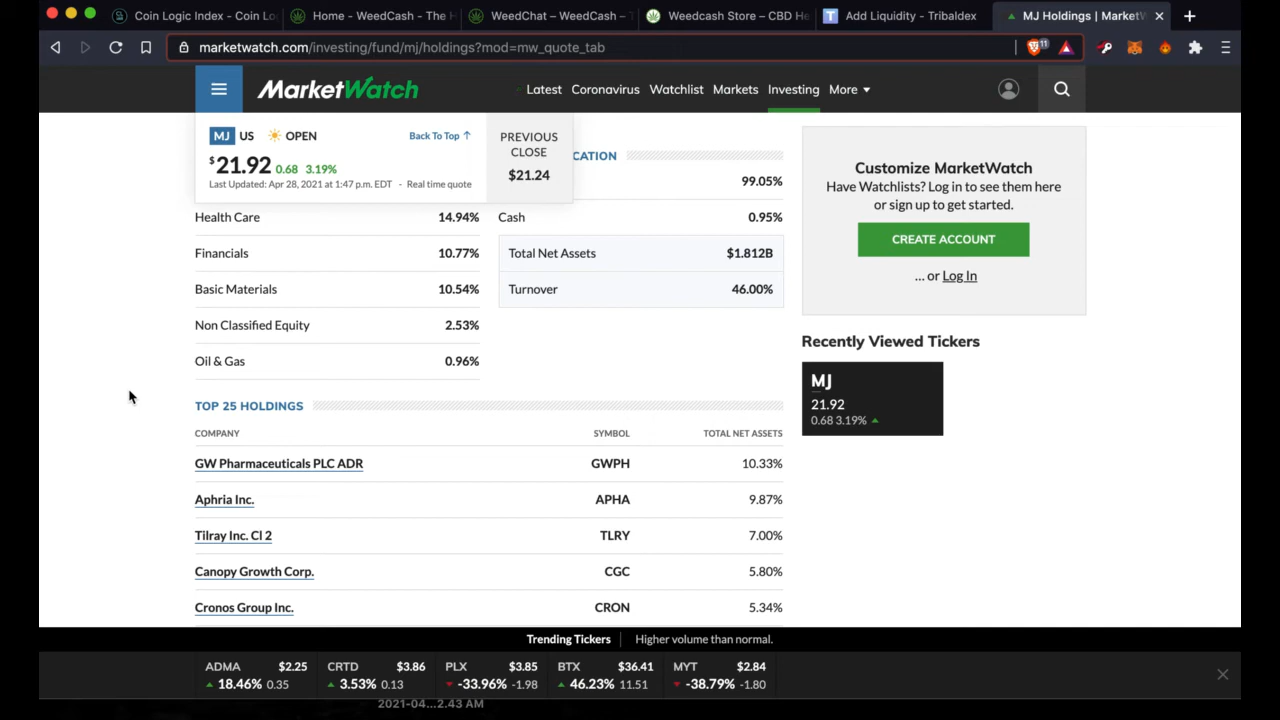 Coin Logic Index - Coin Lo
Home - WeedCash - The H
WeedChat – WeedCash – T
Weedcash Store – CBD He
Add Liquidity - Tribaldex
MJ Holdings | MarketW
marketwatch.com/investing/fund/mj/holdings?mod=mw_quote_tab
11
MarketWatch
Latest Coronavirus Watchlist Markets Investing More
MJ US OPEN Back To Top
$21.92 0.68 3.19%
Last Updated: Apr 28, 2021 at 1:47 p.m. EDT - Real time quote
PREVIOUS
CLOSE
$21.24
CATION
99.05%
Health Care 14.94%
Cash 0.95%
Financials 10.77%
Total Net Assets $1.812B
Basic Materials 10.54%
Turnover 46.00%
Non Classified Equity 2.53%
Oil & Gas 0.96%
Customize MarketWatch
Have Watchlists? Log in to see them here
or sign up to get started.
CREATE ACCOUNT
... or Log In
Recently Viewed Tickers
MJ
21.92
0.68 3.19%
TOP 25 HOLDINGS
COMPANY SYMBOL TOTAL NET ASSETS
GW Pharmaceuticals PLC ADR GWPH 10.33%
Aphria Inc. APHA 9.87%
Tilray Inc. Cl 2 TLRY 7.00%
Canopy Growth Corp. CGC 5.80%
Cronos Group Inc. CRON 5.34%
Trending Tickers | Higher volume than normal.
ADMA $2.25
18.46% 0.35
CRTD $3.86
3.53% 0.13
PLX $3.85
-33.96% -1.98
BTX $36.41
46.23% 11.51
MYT $2.84
-38.79% -1.80
2021-04...2.43 AM